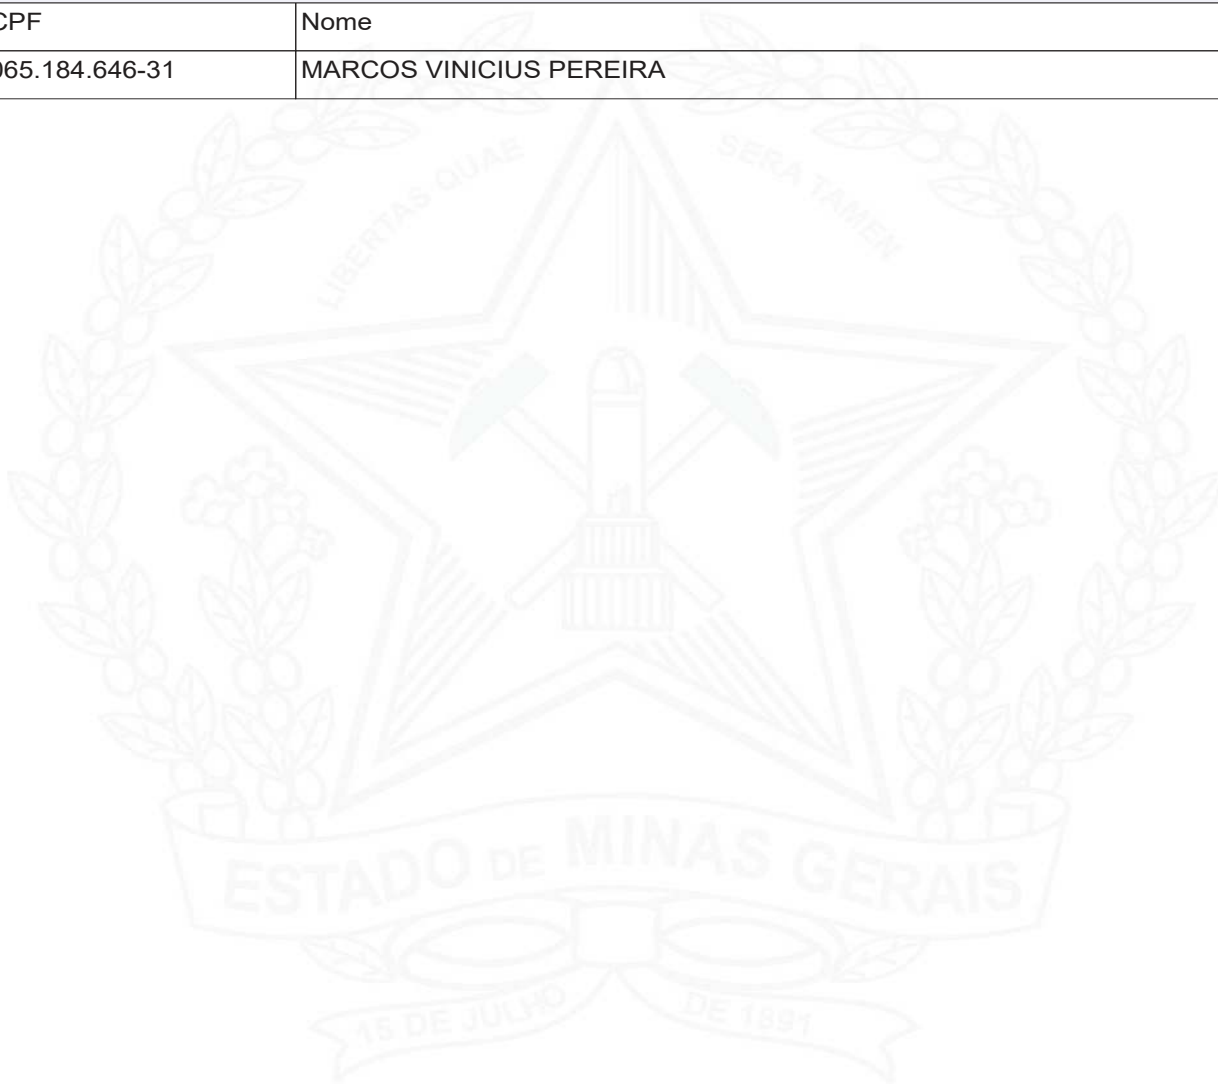 CPF Nome
065.184.646-31 MARCOS VINICIUS PEREIRA
LIBERTAS QUAE SERA TAMEN
ESTADO DE MINAS GERAIS
15 DE JULHO DE 1891